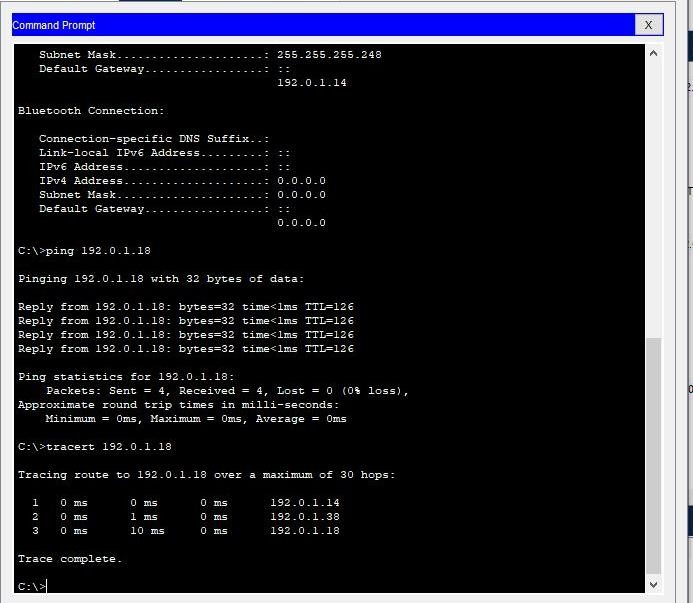 Command Prompt
X
Subnet Mask......................: 255.255.255.248
Default Gateway..................: ::
192.0.1.14
Bluetooth Connection:
Connection-specific DNS Suffix..:
Link-local IPv6 Address.........: ::
IPv6 Address.....................: ::
IPv4 Address.....................: 0.0.0.0
Subnet Mask......................: 0.0.0.0
Default Gateway..................: ::
0.0.0.0
C:\>ping 192.0.1.18
Pinging 192.0.1.18 with 32 bytes of data:
Reply from 192.0.1.18: bytes=32 time<1ms TTL=126
Reply from 192.0.1.18: bytes=32 time<1ms TTL=126
Reply from 192.0.1.18: bytes=32 time<1ms TTL=126
Reply from 192.0.1.18: bytes=32 time<1ms TTL=126
Ping statistics for 192.0.1.18:
Packets: Sent = 4, Received = 4, Lost = 0 (0% loss),
Approximate round trip times in milli-seconds:
Minimum = 0ms, Maximum = 0ms, Average = 0ms
C:\>tracert 192.0.1.18
Tracing route to 192.0.1.18 over a maximum of 30 hops:
1 0 ms 0 ms 0 ms 192.0.1.14
2 0 ms 1 ms 0 ms 192.0.1.38
3 0 ms 10 ms 0 ms 192.0.1.18
Trace complete.
C:\>